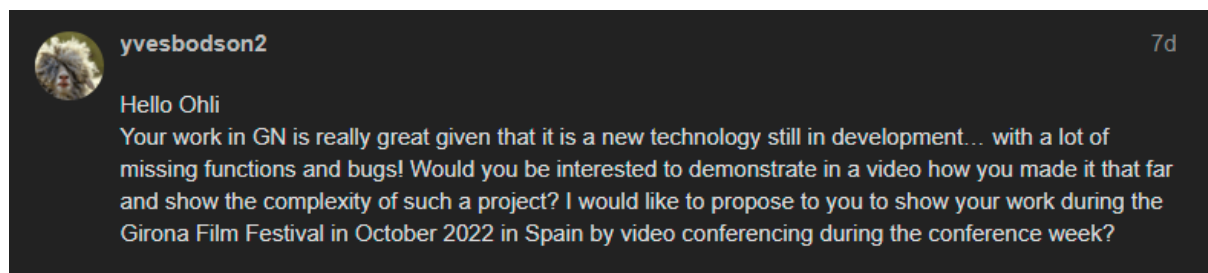 yvesbodson2 7d
Hello Ohli
Your work in GN is really great given that it is a new technology still in development… with a lot of
missing functions and bugs! Would you be interested to demonstrate in a video how you made it that far
and show the complexity of such a project? I would like to propose to you to show your work during the
Girona Film Festival in October 2022 in Spain by video conferencing during the conference week?